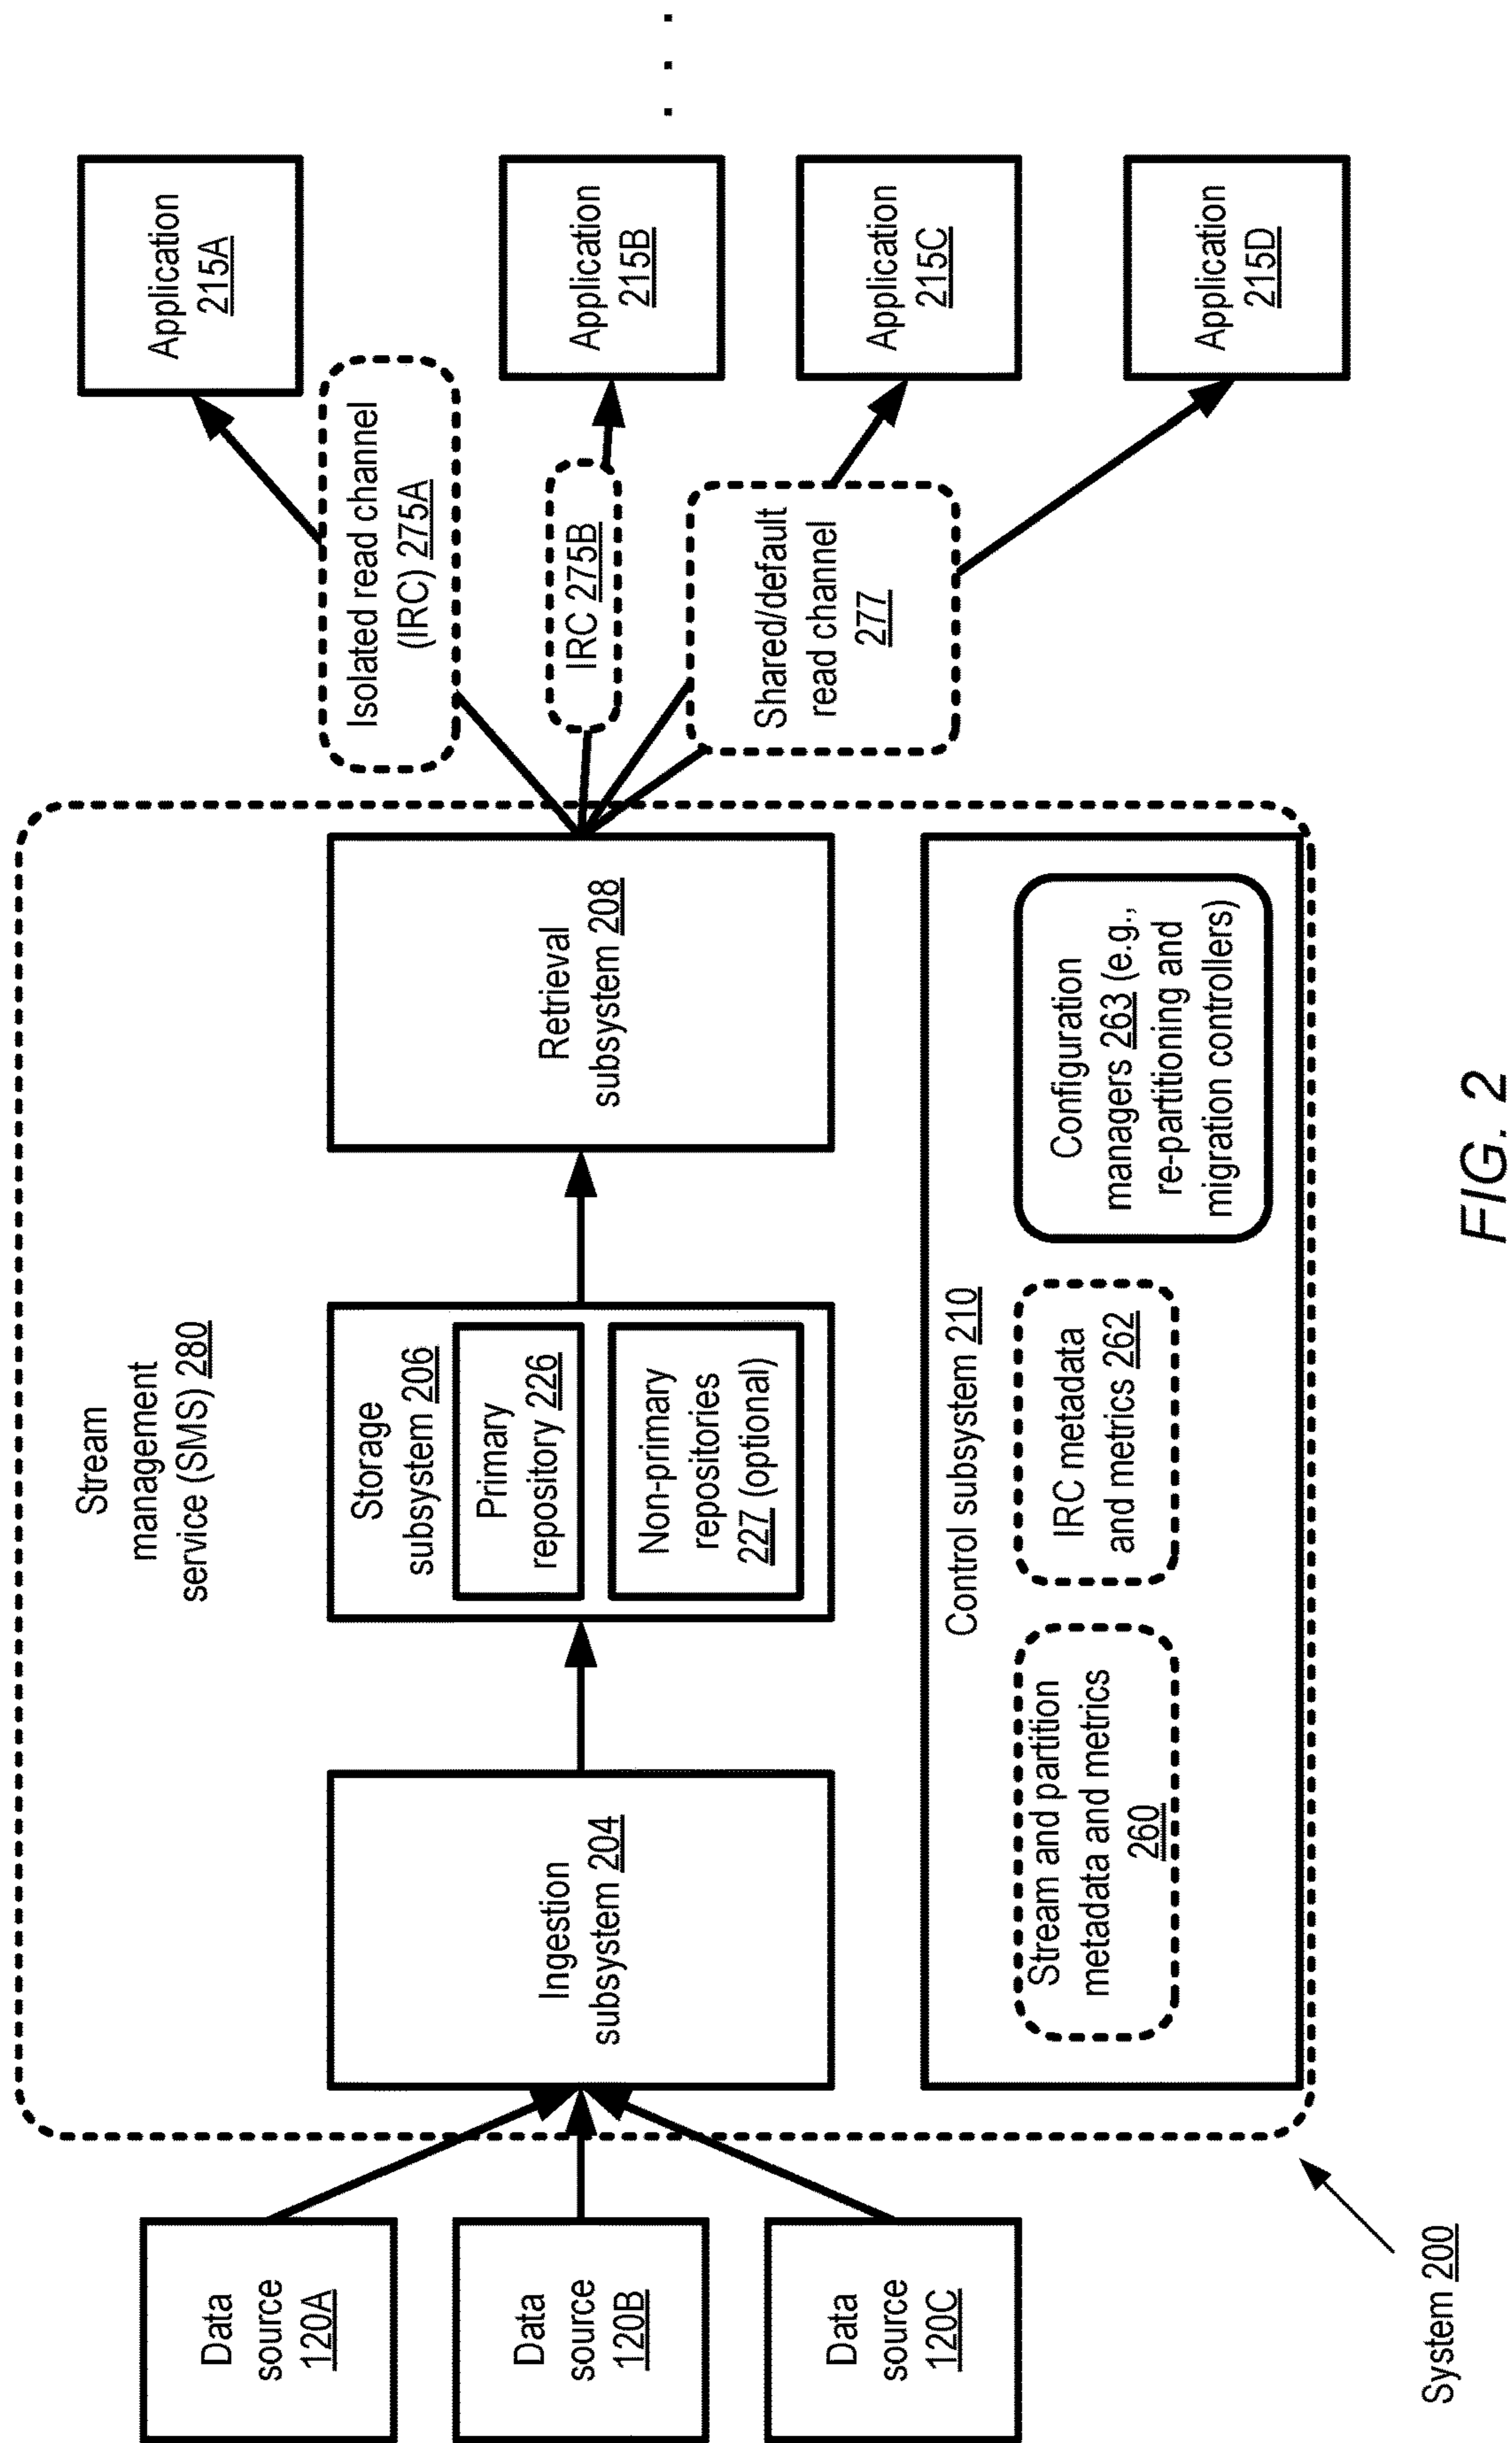 Stream
management
service (SMS) 280
Data
source
120A
Data
source
120B
Data
source
120C
Ingestion
subsystem 204
Storage
subsystem 206
Primary
repository 226
Non-primary
repositories
227 (optional)
Retrieval
subsystem 208
Isolated read channel
(IRC) 275A
IRC 275B
Shared/default
read channel
277
Application
215A
Application
215B
Application
215C
Application
215D
. . .
Control subsystem 210
Stream and partition
metadata and metrics
260
IRC metadata
and metrics 262
Configuration
managers 263 (e.g.,
re-partitioning and
migration controllers)
System 200
FIG. 2